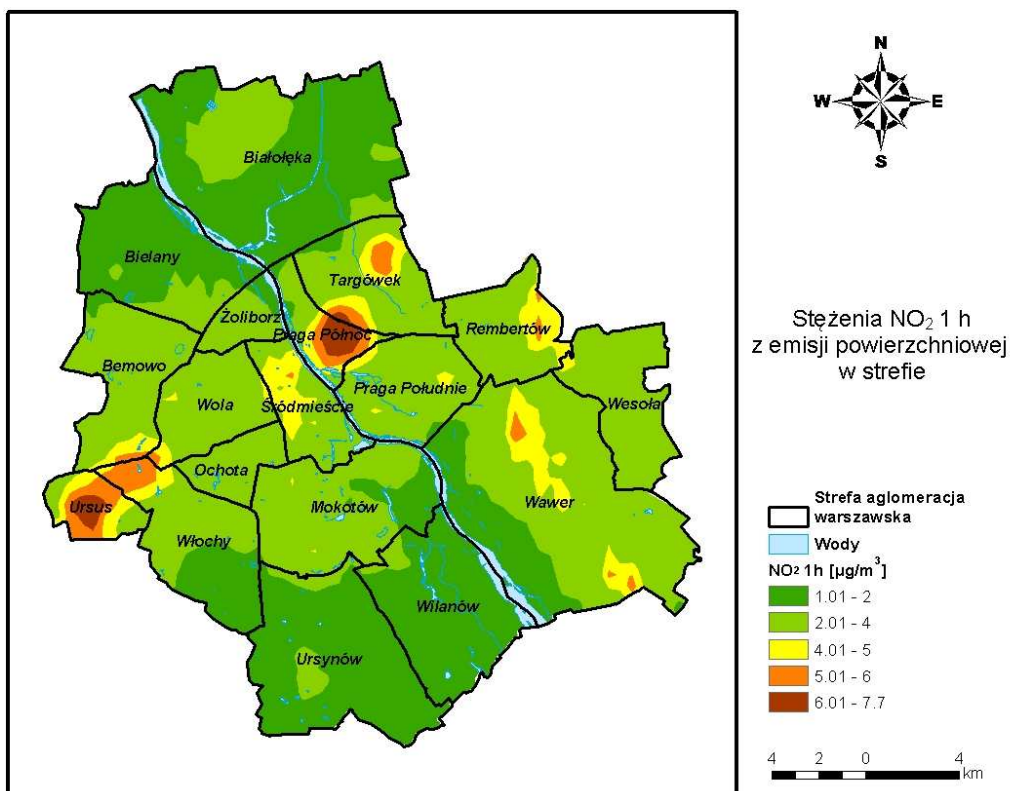 N
W E
S
Białołęka
Bielany
Targówek
Żoliborz
Praga Północ
Rembertów
Bemowo
Praga Południe
Wola
Śródmieście
Wesoła
Ochota
Ursus
Mokotów
Wawer
Włochy
Wilanów
Ursynów
Stężenia NO₂ 1 h
z emisji powierzchniowej
w strefie
Strefa aglomeracja
warszawska
Wody
NO² 1h [µg/m³]
1.01 - 2
2.01 - 4
4.01 - 5
5.01 - 6
6.01 - 7.7
4 2 0 4
km